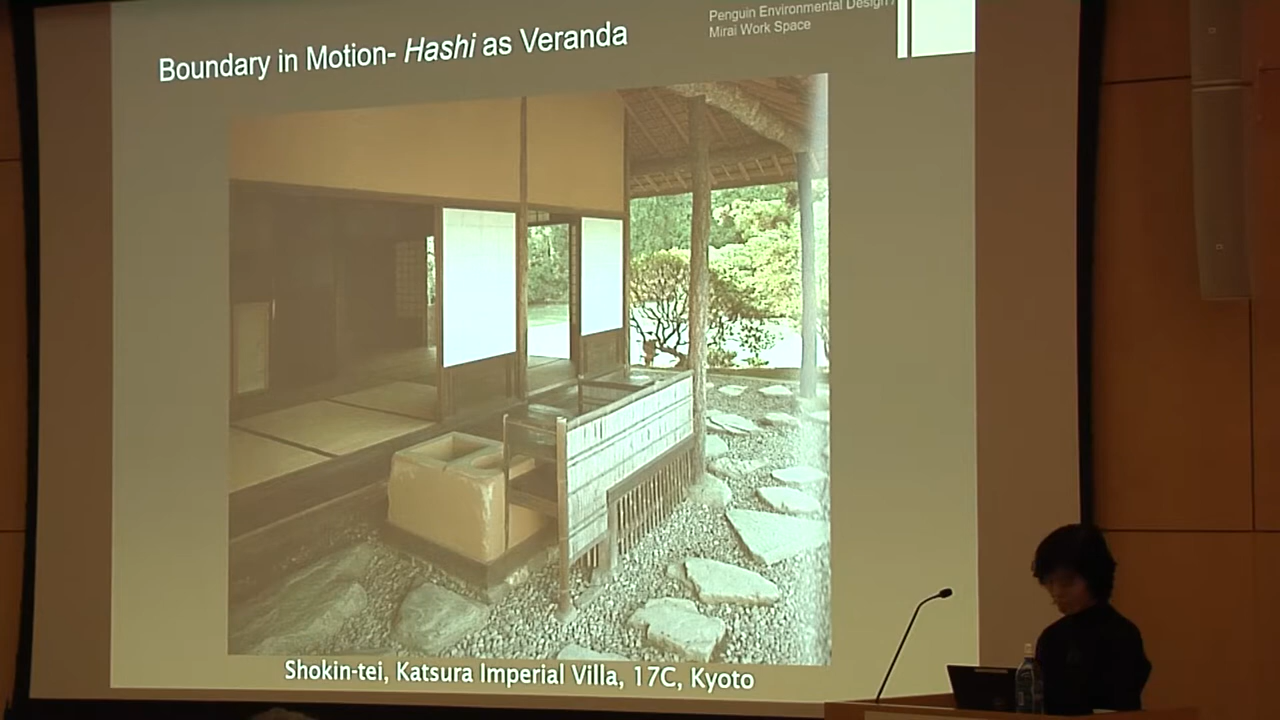 Penguin Environmental Design /
Mirai Work Space
Boundary in Motion- Hashi as Veranda
Shokin-tei, Katsura Imperial Villa, 17C, Kyoto